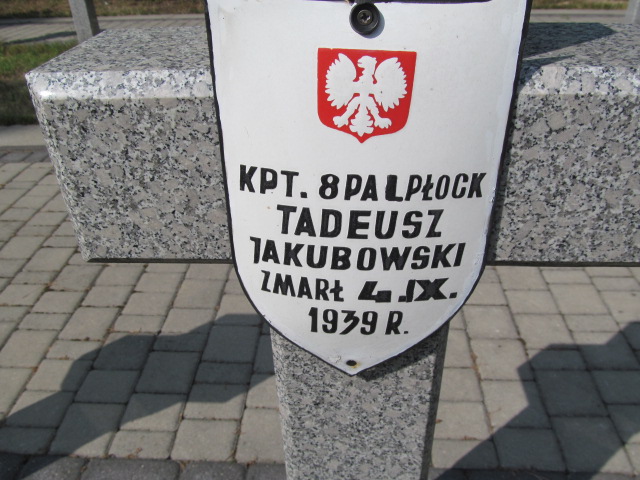 KPT. 8 PAL PŁOCK
TADEUSZ
JAKUBOWSKI
ZMARŁ 4.IX.
1939 R.